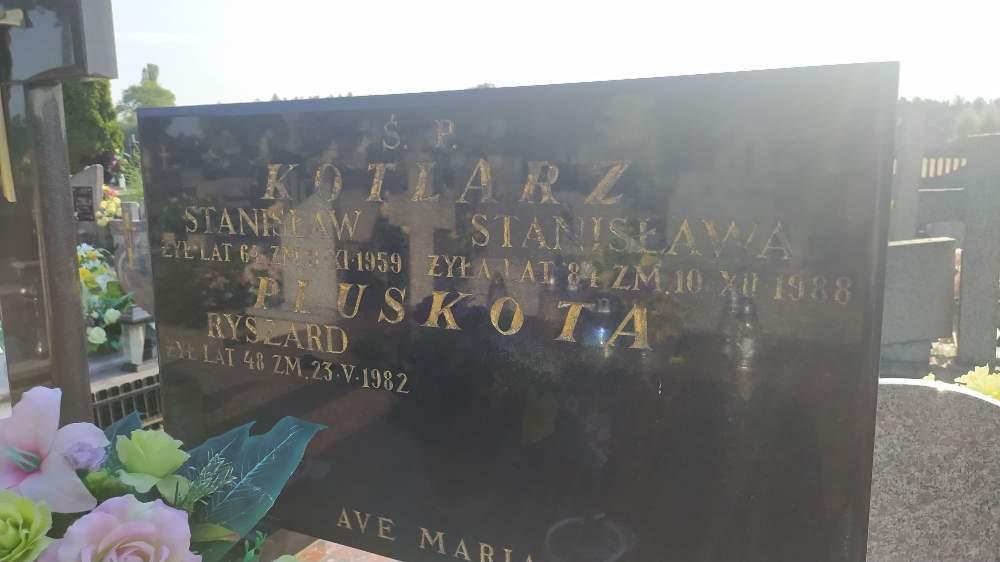 Ś. P.
KOTLARZ
STANISŁAW STANISŁAWA
ŻYŁ LAT ZM. XI·1959 ŻYŁA LAT 84 ZM. 10·XII 1988
PLUSKOTA
RYSZARD
ŻYŁ LAT 48 ZM. 23·V·1982
AVE MARIA